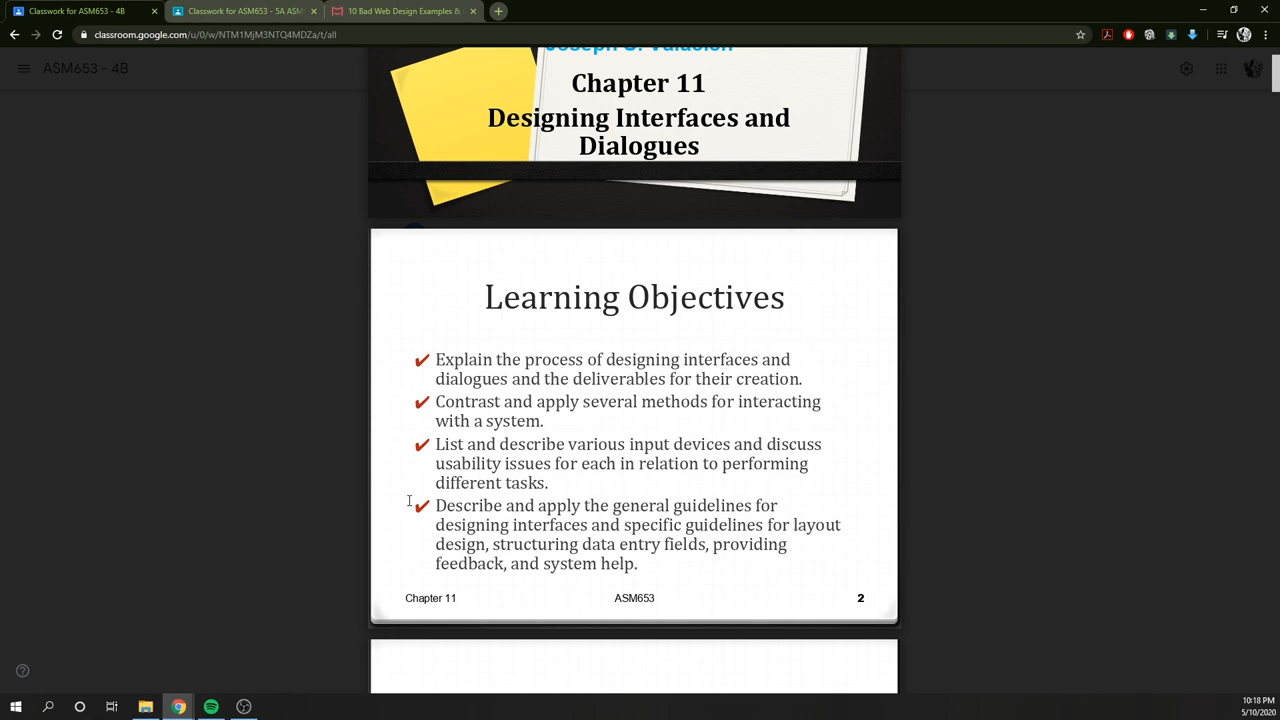 Classwork for ASM653 - 4B
Classwork for ASM653 - 5A ASM
10 Bad Web Design Examples &
classroom.google.com/u/0/w/NTM1MjM3NTQ4MDZa/t/all
ASM653 - 4B
Chapter 11
Designing Interfaces and
Dialogues
Learning Objectives
✔ Explain the process of designing interfaces and
dialogues and the deliverables for their creation.
✔ Contrast and apply several methods for interacting
with a system.
✔ List and describe various input devices and discuss
usability issues for each in relation to performing
different tasks.
✔ Describe and apply the general guidelines for
designing interfaces and specific guidelines for layout
design, structuring data entry fields, providing
feedback, and system help.
Chapter 11 ASM653 2
10:18 PM
5/10/2020